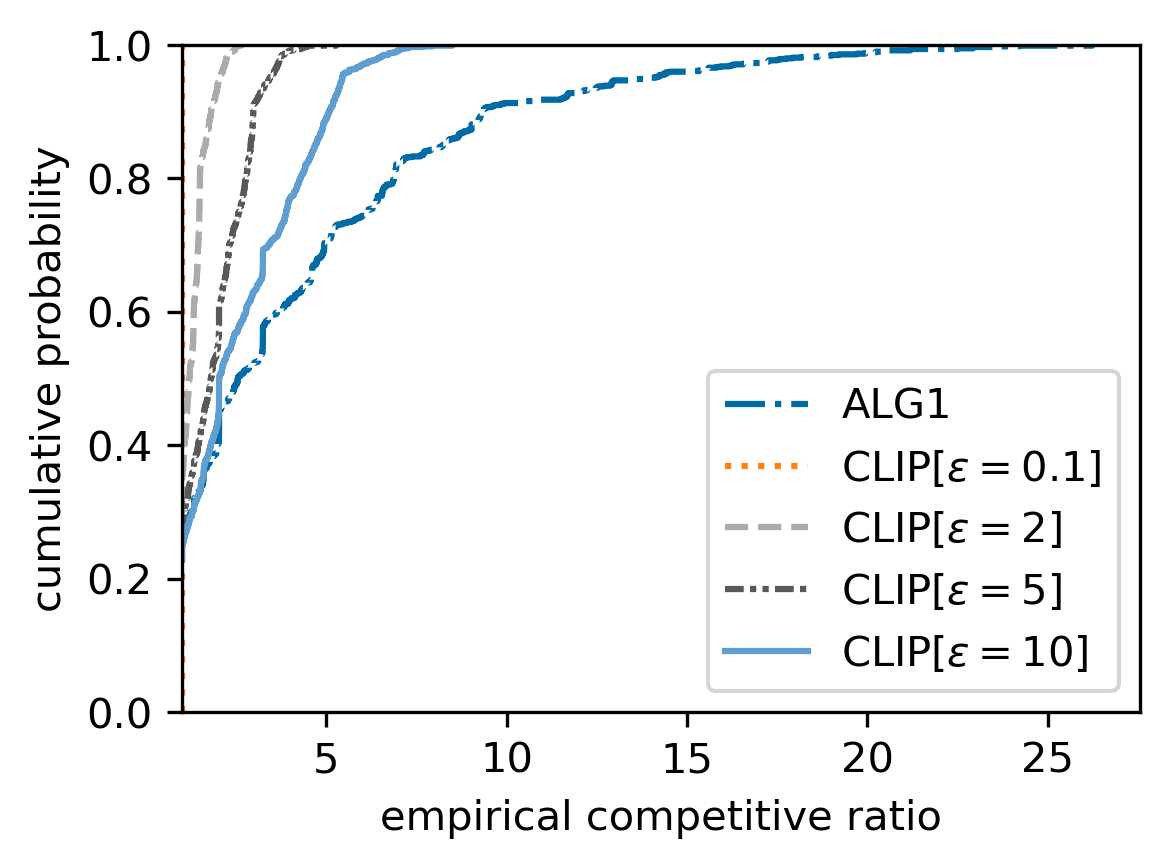 cumulative probability
1.0
0.8
0.6
0.4
0.2
0.0
ALG1
CLIP[ε = 0.1]
CLIP[ε = 2]
CLIP[ε = 5]
CLIP[ε = 10]
5 10 15 20 25
empirical competitive ratio